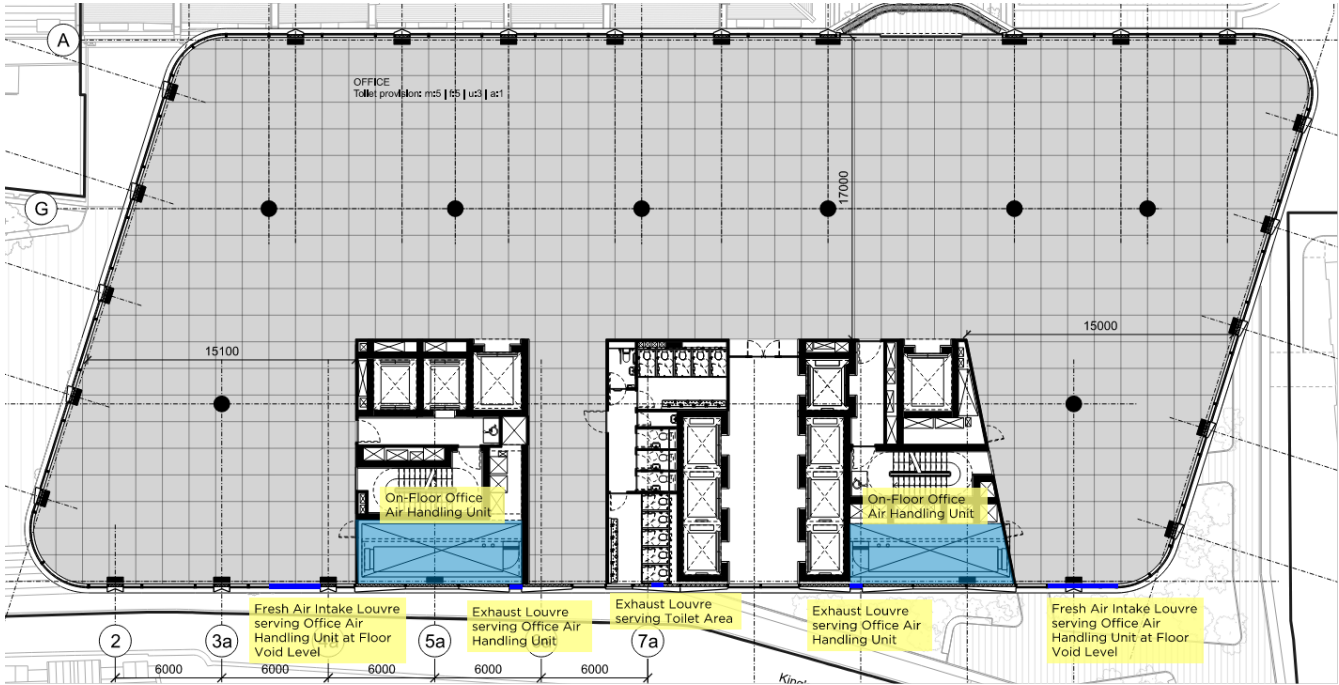 A
OFFICE
Toilet provision: m:5 | f:5 | u:3 | a:1
G
17000
15100
15000
On-Floor Office
Air Handling Unit
On-Floor Office
Air Handling Unit
Fresh Air Intake Louvre
serving Office Air
Handling Unit at Floor
Void Level
Exhaust Louvre
serving Office Air
Handling Unit
Exhaust Louvre
serving Toilet Area
Exhaust Louvre
serving Office Air
Handling Unit
Fresh Air Intake Louvre
serving Office Air
Handling Unit at Floor
Void Level
2
3a
5a
7a
6000
6000
6000
6000
6000